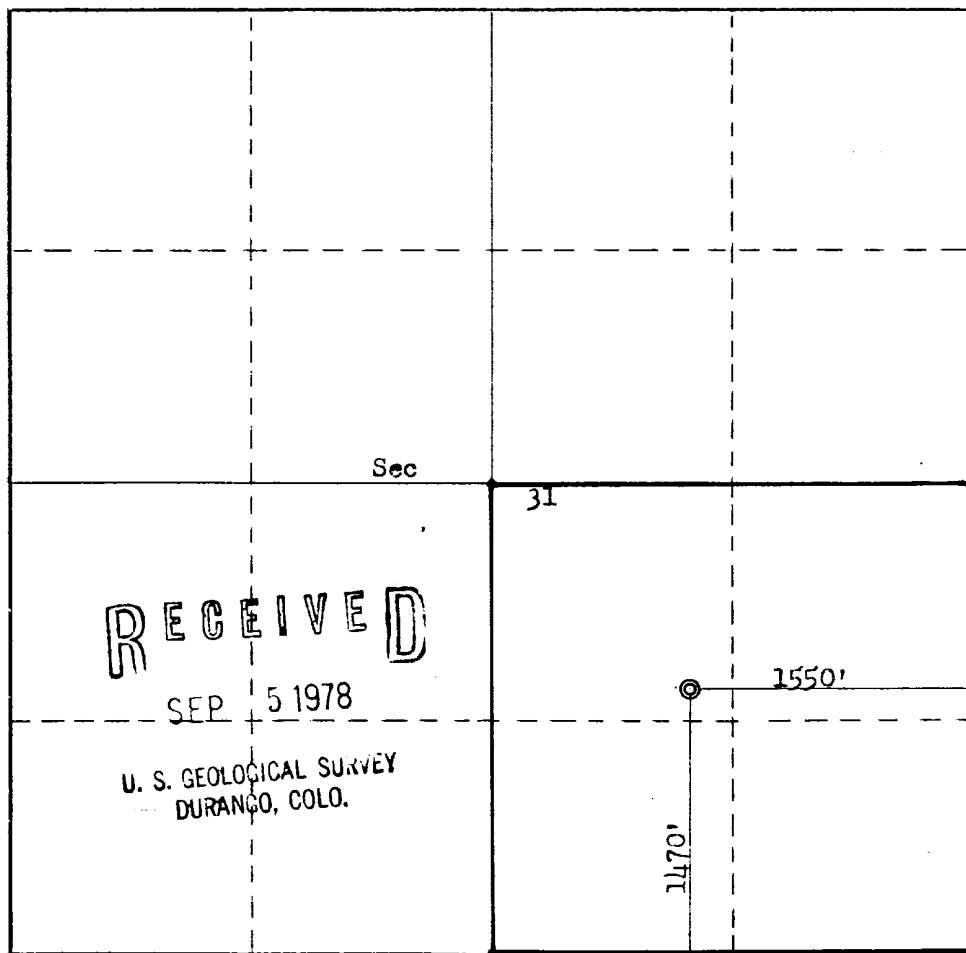 Sec
31
RECEIVED
SEP 5 1978
U. S. GEOLOGICAL SURVEY
DURANGO, COLO.
1550'
1470'